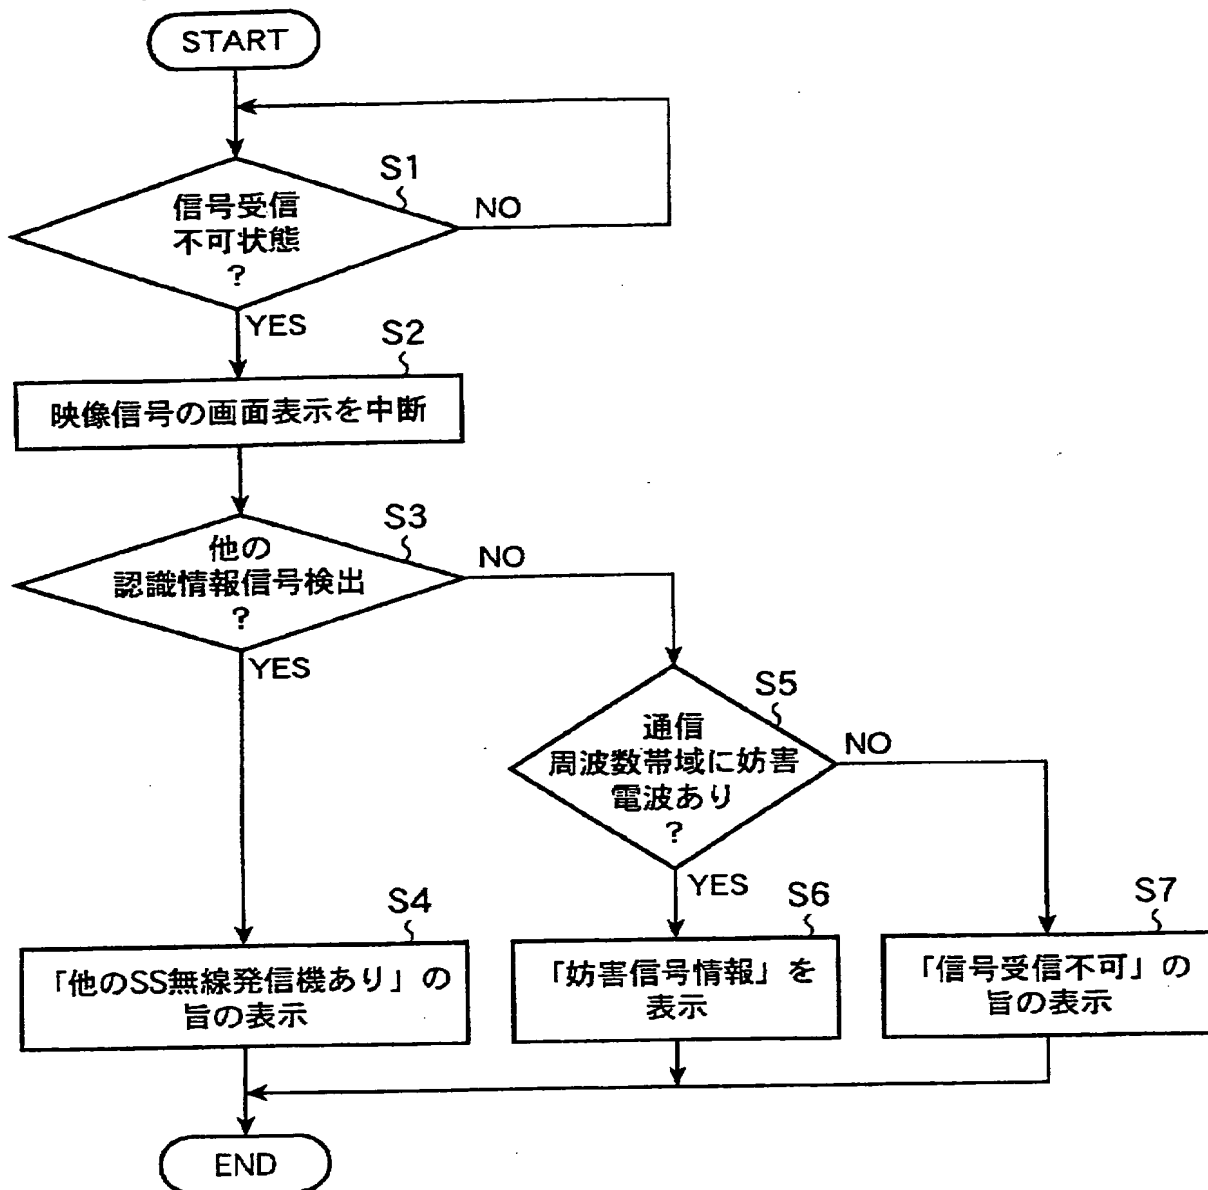 START
S1
信号受信
不可状態
?
NO
YES
S2
映像信号の画面表示を中断
S3
他の
認識情報信号検出
?
NO
YES
S5
通信
周波数帯域に妨害
電波あり
?
NO
YES
S4
「他のSS無線発信機あり」の
旨の表示
S6
「妨害信号情報」を
表示
S7
「信号受信不可」の
旨の表示
END